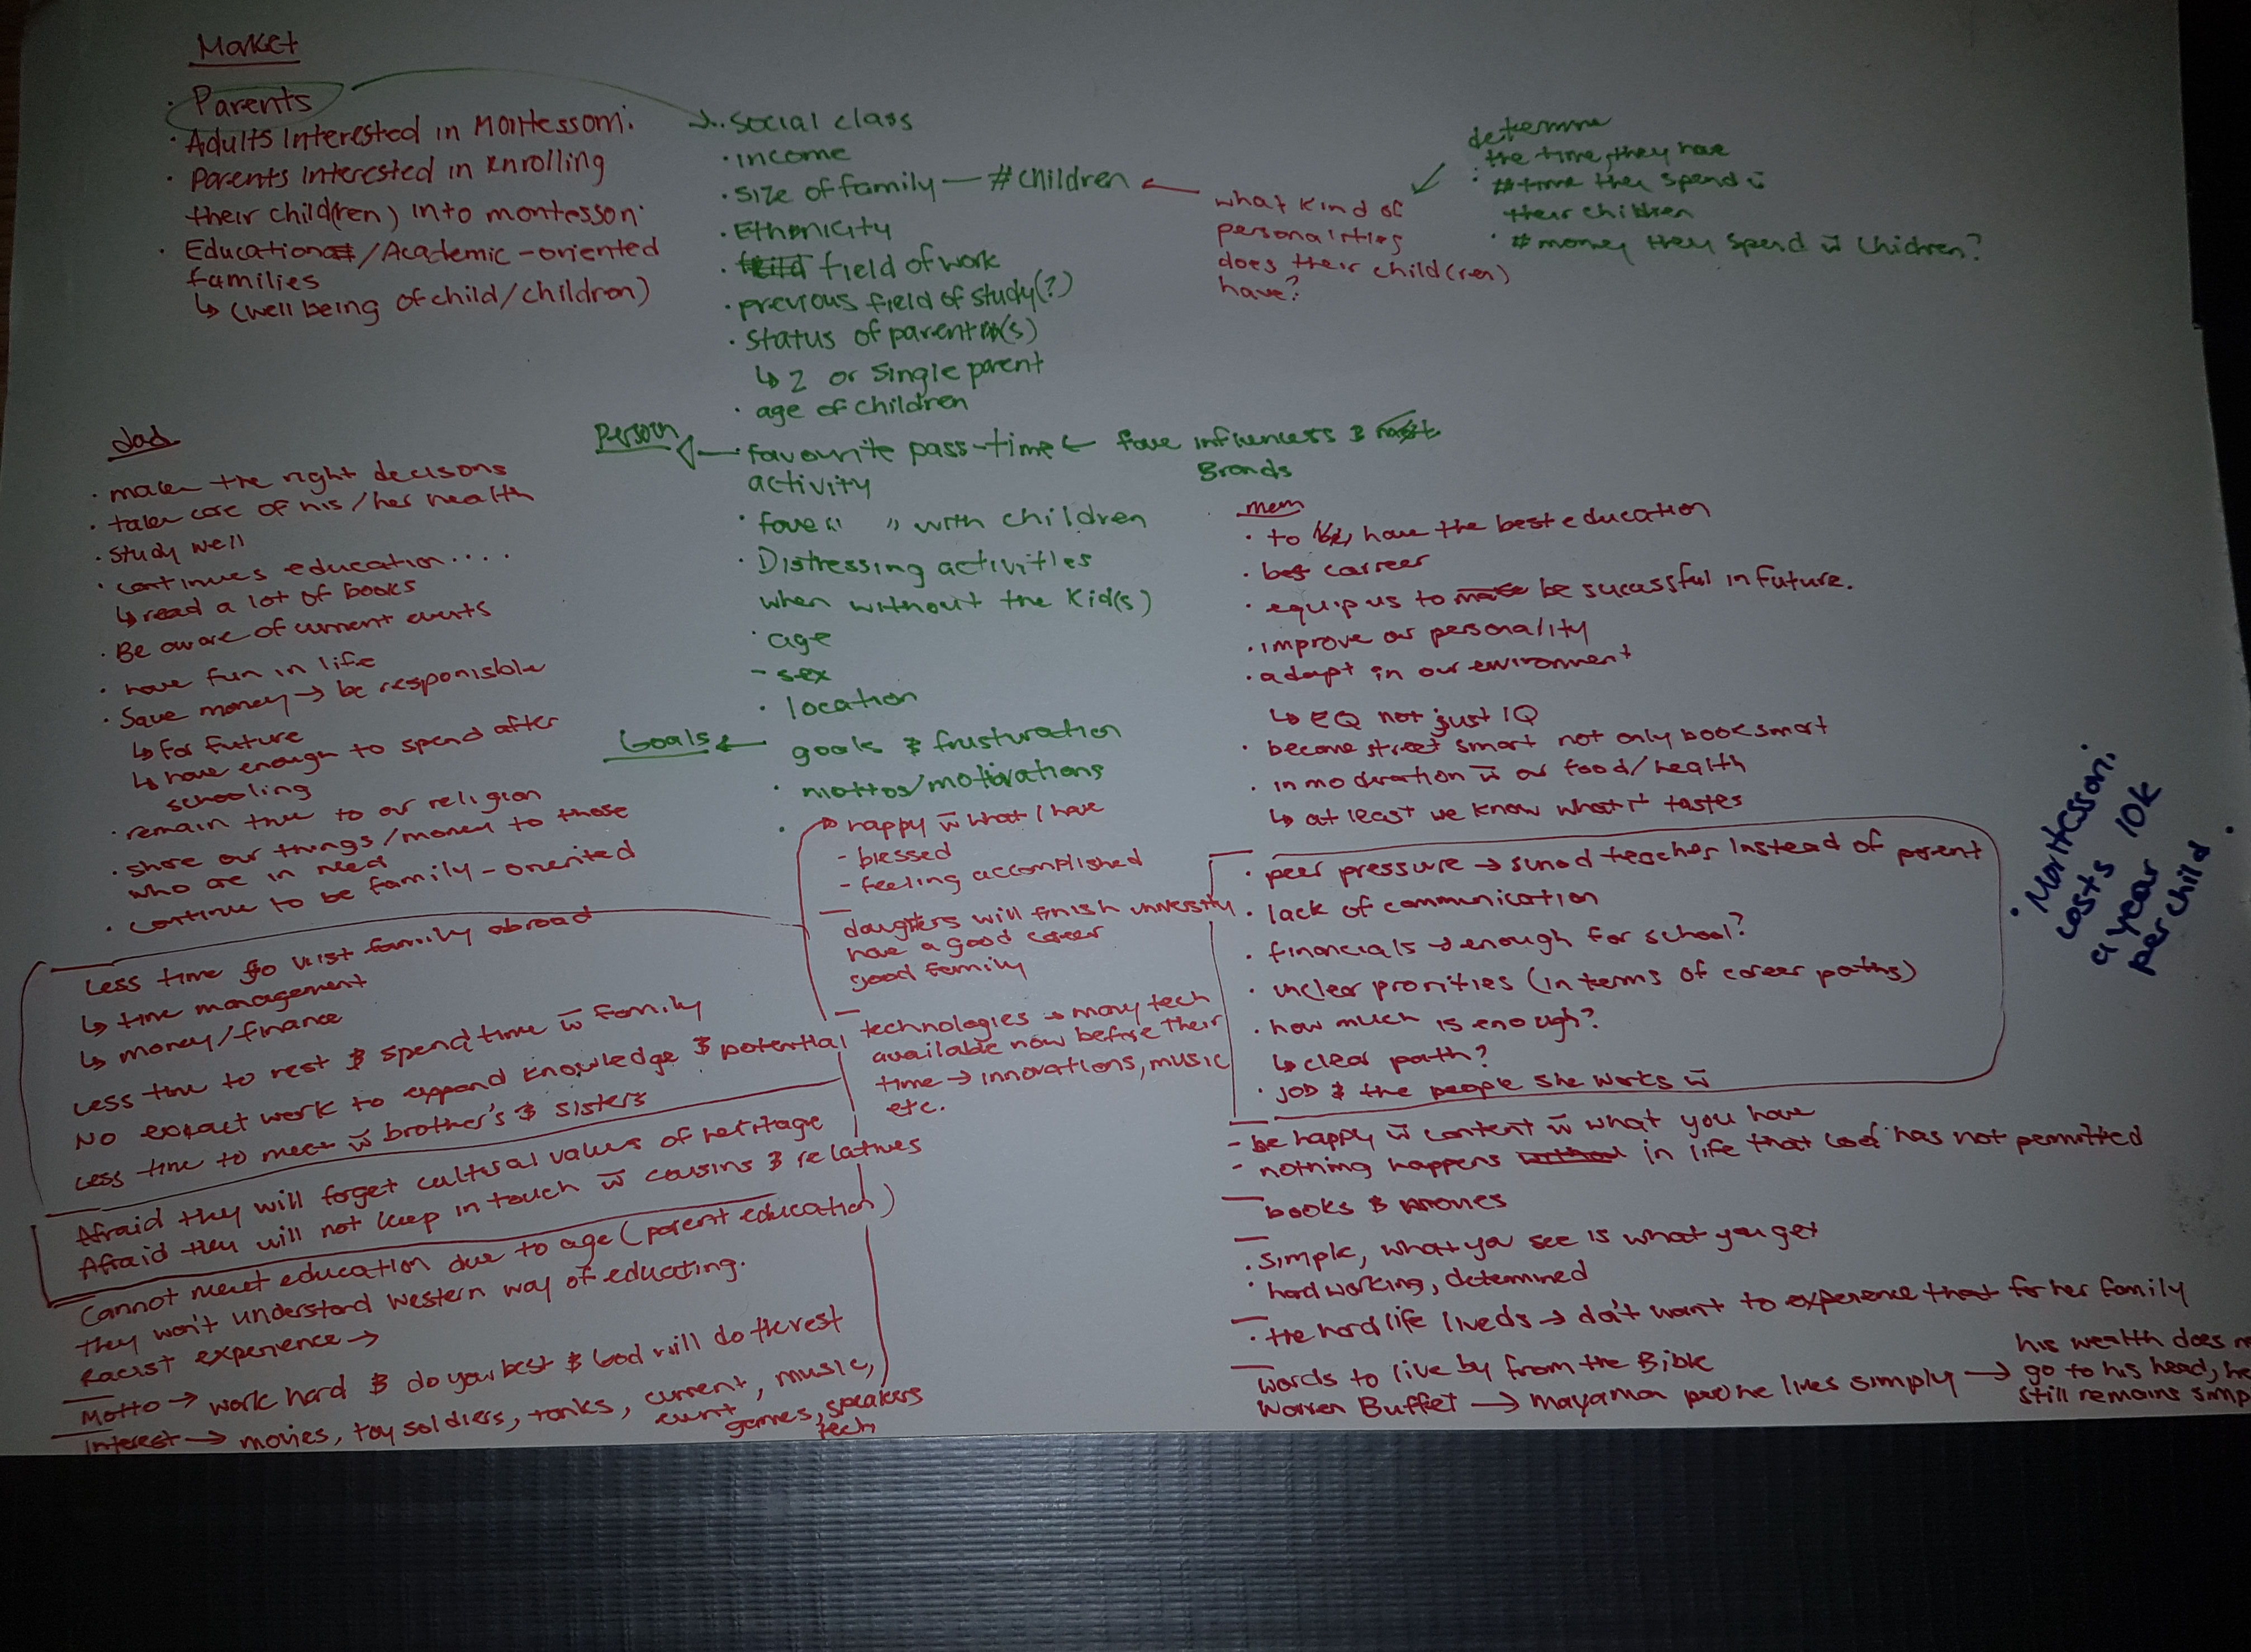 Market
· Parents
· Adults Interested in Montessori
· Parents Interested in Enrolling
their child(ren) into montessori
· Education/Academic-oriented
families
↳ (well being of child/children)
→· social class
· income
· size of family — #children
· Ethnicity
· field of work
· previous field of study(?)
· Status of parent(s)
↳ 2 or single parent
· age of children
what kind of
personalities
does their child(ren)
have?
determine
the time they have
· #time they spend w̄
their children
· #money they spend w̄ children?
Person
favourite pass-time ← fave influencess &
activity
Brands
· fave " " with children
· Distressing activities
when without the kid(s)
· age
- sex
· location
Goals ← goals & frusturation
· mottos/motivations
dad
· make the right decisons
· take care of his/her health
· study well
· continues education....
↳ read a lot of books
· Be aware of current events
· have fun in life
· Save money → be responisble
↳ for future
↳ have enough to spend after
schooling
· remain true to our religion
· share our things/money to those
who are in need
· continue to be family-oriented
less time to visit family abroad
↳ time management
↳ money/finance
less time to rest & spend time w̄ family
No exact work to expand knowledge & potential
less time to meet w̄ brother's & sisters
Afraid they will forget cultural values of heritage
Afraid they will not keep in touch w̄ cousins & relatives
Cannot meet education due to age (parent education)
they won't understand western way of educating.
Racist experience →
Motto → work hard & do your best & God will do the rest
Interest → movies, toy soldiers, tanks, current, music,
games, speakers
tech
happy w̄ what I have
- blessed
- feeling accomplished
daughters will finish university
have a good career
good family
technologies → many tech
available now before their
time → innovations, music
etc.
mom
· to have the best education
· best carreer
· equip us to be sucassful in future.
· improve our personality
· adapt in our environment
↳ EQ not just IQ
· become street smart not only book smart
· in moderation w̄ our food/health
↳ at least we know what it tastes
· peer pressure → teacher instead of parent
· lack of communication
· financials → enough for school?
· unclear prorities (in terms of career paths)
· how much is enough?
↳ clear path?
· JOB & the people she works w̄
- be happy w̄ content w̄ what you have
- nothing happens in life that God has not permitted
books & movies
· simple, what you see is what you get
· hard working, determined
· the hard life lived → don't want to experience that for her family
words to live by from the Bible
Warren Buffet → mayaman pero he lives simply →
his wealth does
go to his head, he
still remains simp
· Montessori
costs 10k
a year
per child.